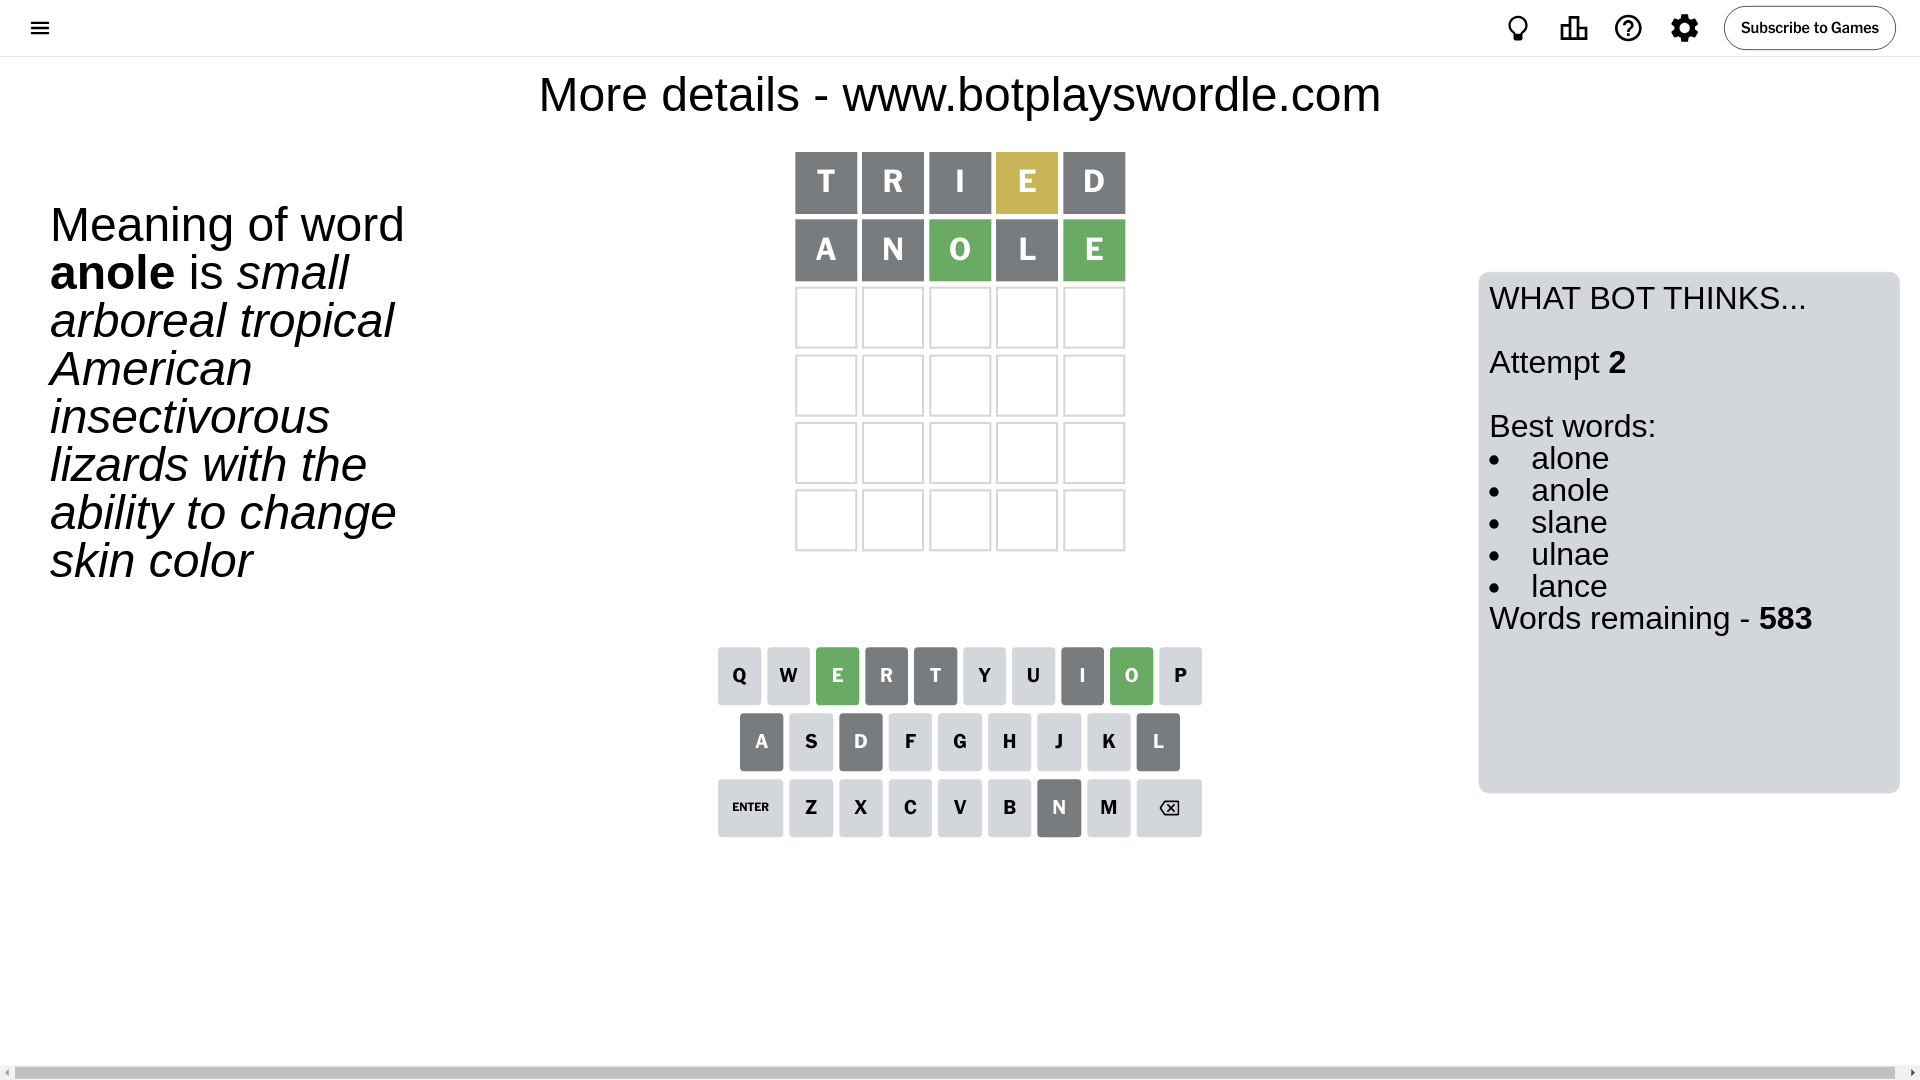 Subscribe to Games
More details - www.botplayswordle.com
Meaning of word
anole is small
arboreal tropical
American
insectivorous
lizards with the
ability to change
skin color
T R I E D
A N O L E
WHAT BOT THINKS...
Attempt 2
Best words:
• alone
• anole
• slane
• ulnae
• lance
Words remaining - 583
Q W E R T Y U I O P
A S D F G H J K L
ENTER Z X C V B N M